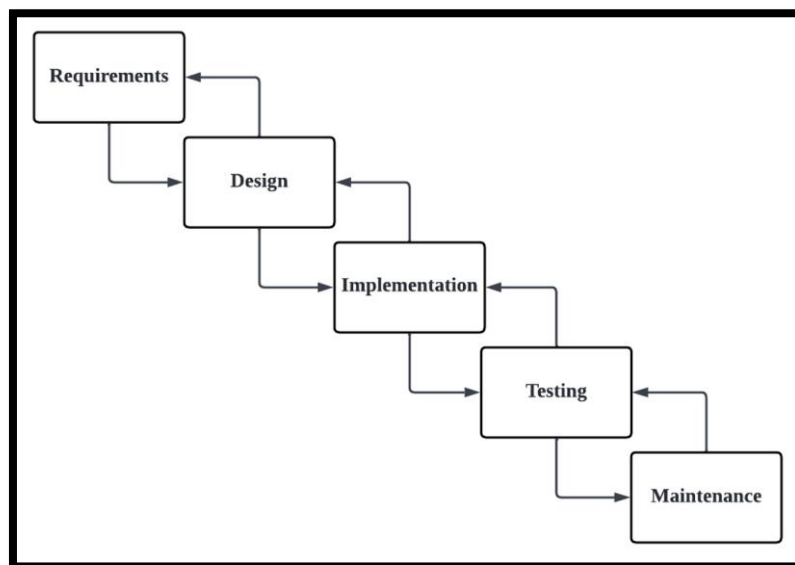 Requirements
Design
Implementation
Testing
Maintenance